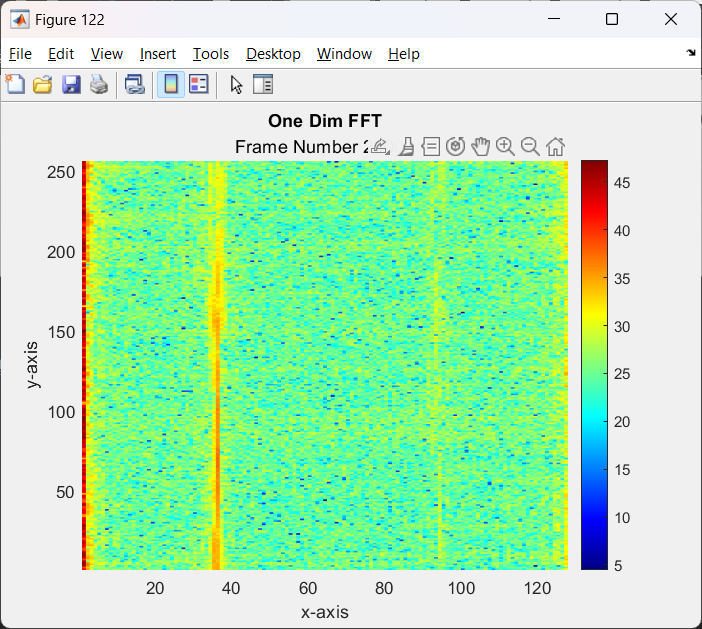 Figure 122
File Edit View Insert Tools Desktop Window Help
One Dim FFT
Frame Number
250
200
150
100
50
y-axis
20 40 60 80 100 120
x-axis
45
40
35
30
25
20
15
10
5